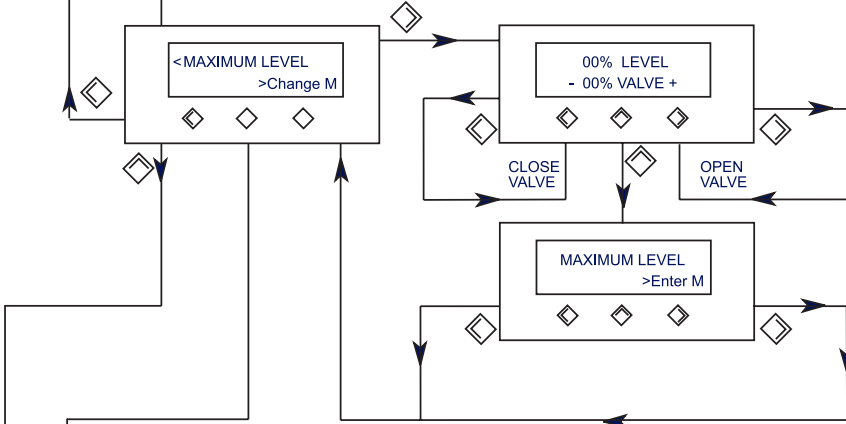 <MAXIMUM LEVEL
>Change M
00% LEVEL
- 00% VALVE +
CLOSE
VALVE
OPEN
VALVE
MAXIMUM LEVEL
>Enter M